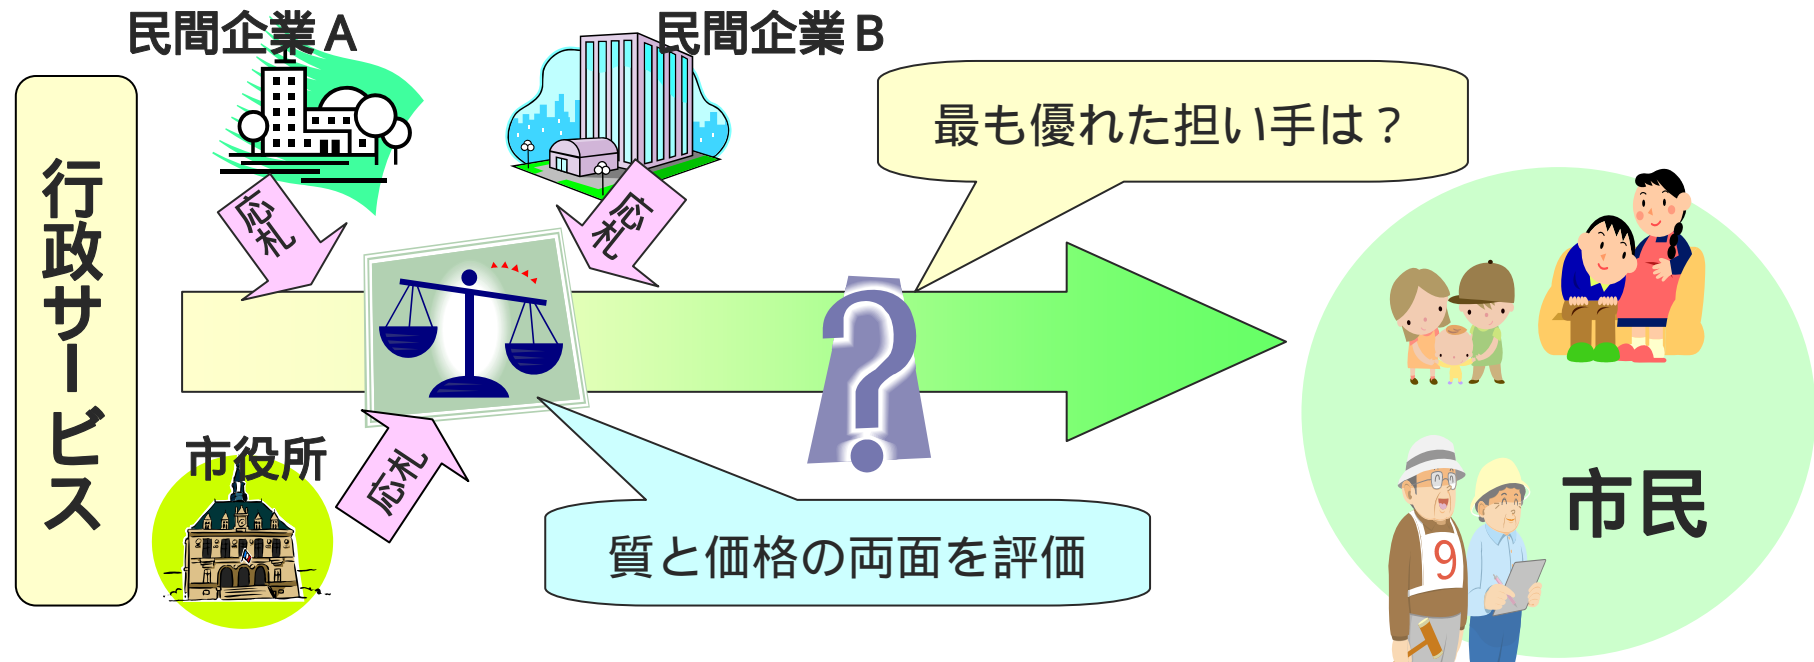 民間企業A
民間企業B
行政サービス
最も優れた担い手は？
応札
応札
市役所
応札
質と価格の両面を評価
市民
9